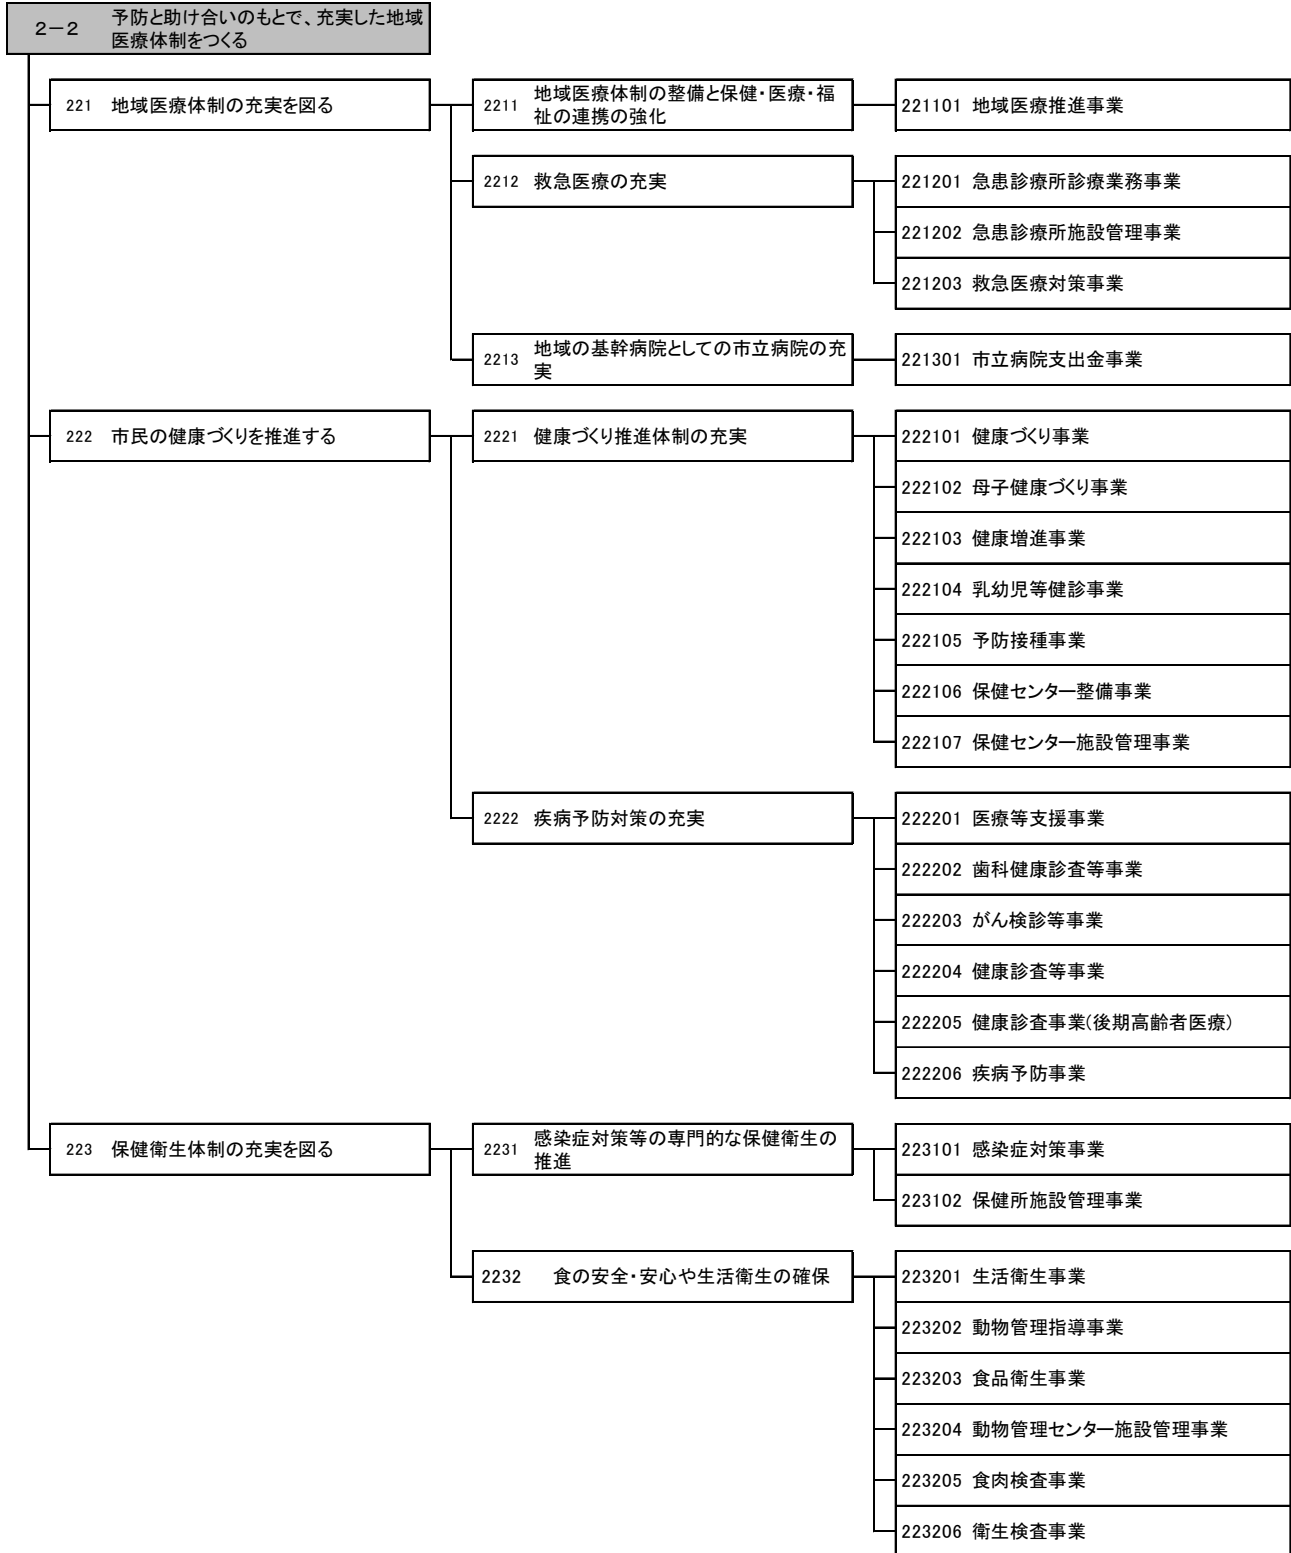 2－2 予防と助け合いのもとで、充実した地域
医療体制をつくる
221 地域医療体制の充実を図る
2211 地域医療体制の整備と保健・医療・福
祉の連携の強化
221101 地域医療推進事業
2212 救急医療の充実
221201 急患診療所診療業務事業
221202 急患診療所施設管理事業
221203 救急医療対策事業
2213 地域の基幹病院としての市立病院の充
実
221301 市立病院支出金事業
222 市民の健康づくりを推進する
2221 健康づくり推進体制の充実
222101 健康づくり事業
222102 母子健康づくり事業
222103 健康増進事業
222104 乳幼児等健診事業
222105 予防接種事業
222106 保健センター整備事業
222107 保健センター施設管理事業
2222 疾病予防対策の充実
222201 医療等支援事業
222202 歯科健康診査等事業
222203 がん検診等事業
222204 健康診査等事業
222205 健康診査事業(後期高齢者医療)
222206 疾病予防事業
223 保健衛生体制の充実を図る
2231 感染症対策等の専門的な保健衛生の
推進
223101 感染症対策事業
223102 保健所施設管理事業
2232 食の安全・安心や生活衛生の確保
223201 生活衛生事業
223202 動物管理指導事業
223203 食品衛生事業
223204 動物管理センター施設管理事業
223205 食肉検査事業
223206 衛生検査事業